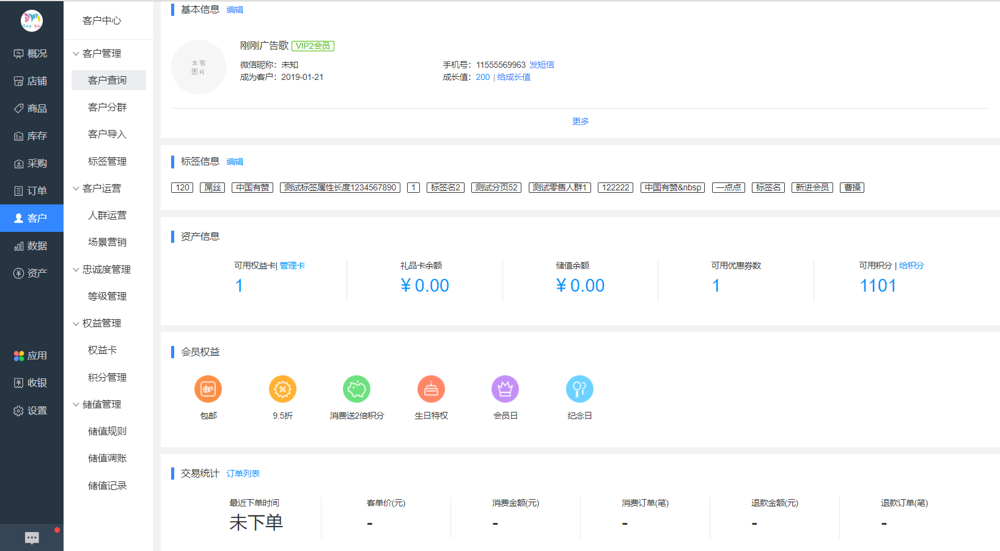 概况
店铺
商品
库存
采购
订单
客户
数据
资产
应用
收银
设置
客户中心
客户管理
客户查询
客户分群
客户导入
标签管理
客户运营
人群运营
场景营销
忠诚度管理
等级管理
权益管理
权益卡
积分管理
储值管理
储值规则
储值调账
储值记录
基本信息 编辑
未有
图片
刚刚广告歌 VIP2会员
微信昵称: 未知 手机号: 11555569963 发短信
成为客户: 2019-01-21 成长值: 200 | 给成长值
更多
标签信息 编辑
120 屌丝 中国有赞 测试标签属性长度1234567890 1 标签名2 测试分页52 测试零售人群1 122222 中国有赞&nbsp 一点点 标签名 新进会员 曹操
资产信息
可用权益卡| 管理卡 礼品卡余额 储值余额 可用优惠券数 可用积分 | 给积分
1 ¥ 0.00 ¥ 0.00 1 1101
会员权益
包邮 9.5折 消费送2倍积分 生日特权 会员日 纪念日
交易统计 订单列表
最近下单时间 客单价(元) 消费金额(元) 消费订单(笔) 退款金额(元) 退款订单(笔)
未下单 - - - - -